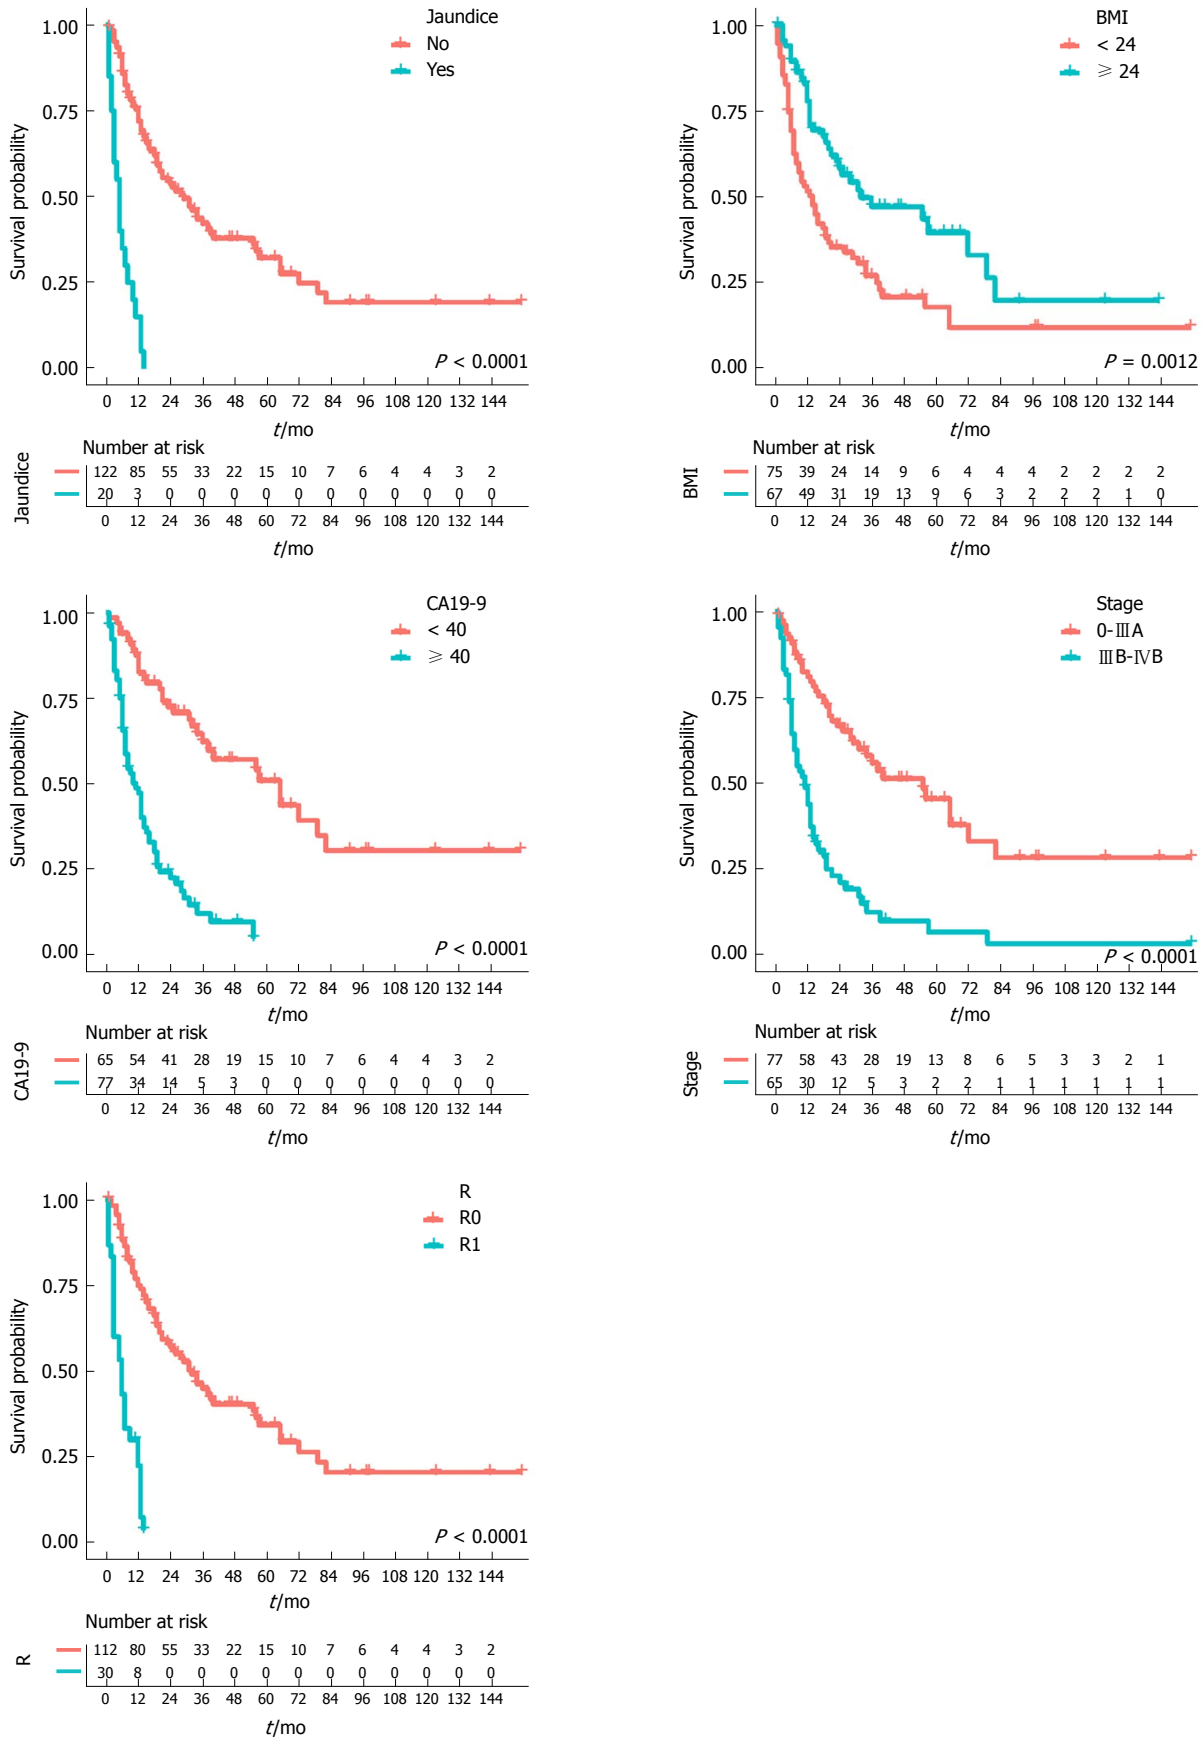 Jaundice
No
Yes
1.00
0.75
0.50
0.25
0.00
Survival probability
P < 0.0001
0 12 24 36 48 60 72 84 96 108 120 132 144
t/mo
Number at risk
Jaundice
122 85 55 33 22 15 10 7 6 4 4 3 2
20 3 0 0 0 0 0 0 0 0 0 0 0
0 12 24 36 48 60 72 84 96 108 120 132 144
t/mo
BMI
< 24
≥ 24
1.00
0.75
0.50
0.25
0.00
Survival probability
P = 0.0012
0 12 24 36 48 60 72 84 96 108 120 132 144
t/mo
Number at risk
BMI
75 39 24 14 9 6 4 4 4 2 2 2 2
67 49 31 19 13 9 6 3 2 2 2 1 0
0 12 24 36 48 60 72 84 96 108 120 132 144
t/mo
CA19-9
< 40
≥ 40
1.00
0.75
0.50
0.25
0.00
Survival probability
P < 0.0001
0 12 24 36 48 60 72 84 96 108 120 132 144
t/mo
Number at risk
CA19-9
65 54 41 28 19 15 10 7 6 4 4 3 2
77 34 14 5 3 0 0 0 0 0 0 0 0
0 12 24 36 48 60 72 84 96 108 120 132 144
t/mo
Stage
0-ⅢA
ⅢB-ⅣB
1.00
0.75
0.50
0.25
0.00
Survival probability
P < 0.0001
0 12 24 36 48 60 72 84 96 108 120 132 144
t/mo
Number at risk
Stage
77 58 43 28 19 13 8 6 5 3 3 2 1
65 30 12 5 3 2 2 1 1 1 1 1 1
0 12 24 36 48 60 72 84 96 108 120 132 144
t/mo
R
R0
R1
1.00
0.75
0.50
0.25
0.00
Survival probability
P < 0.0001
0 12 24 36 48 60 72 84 96 108 120 132 144
t/mo
Number at risk
R
112 80 55 33 22 15 10 7 6 4 4 3 2
30 8 0 0 0 0 0 0 0 0 0 0 0
0 12 24 36 48 60 72 84 96 108 120 132 144
t/mo